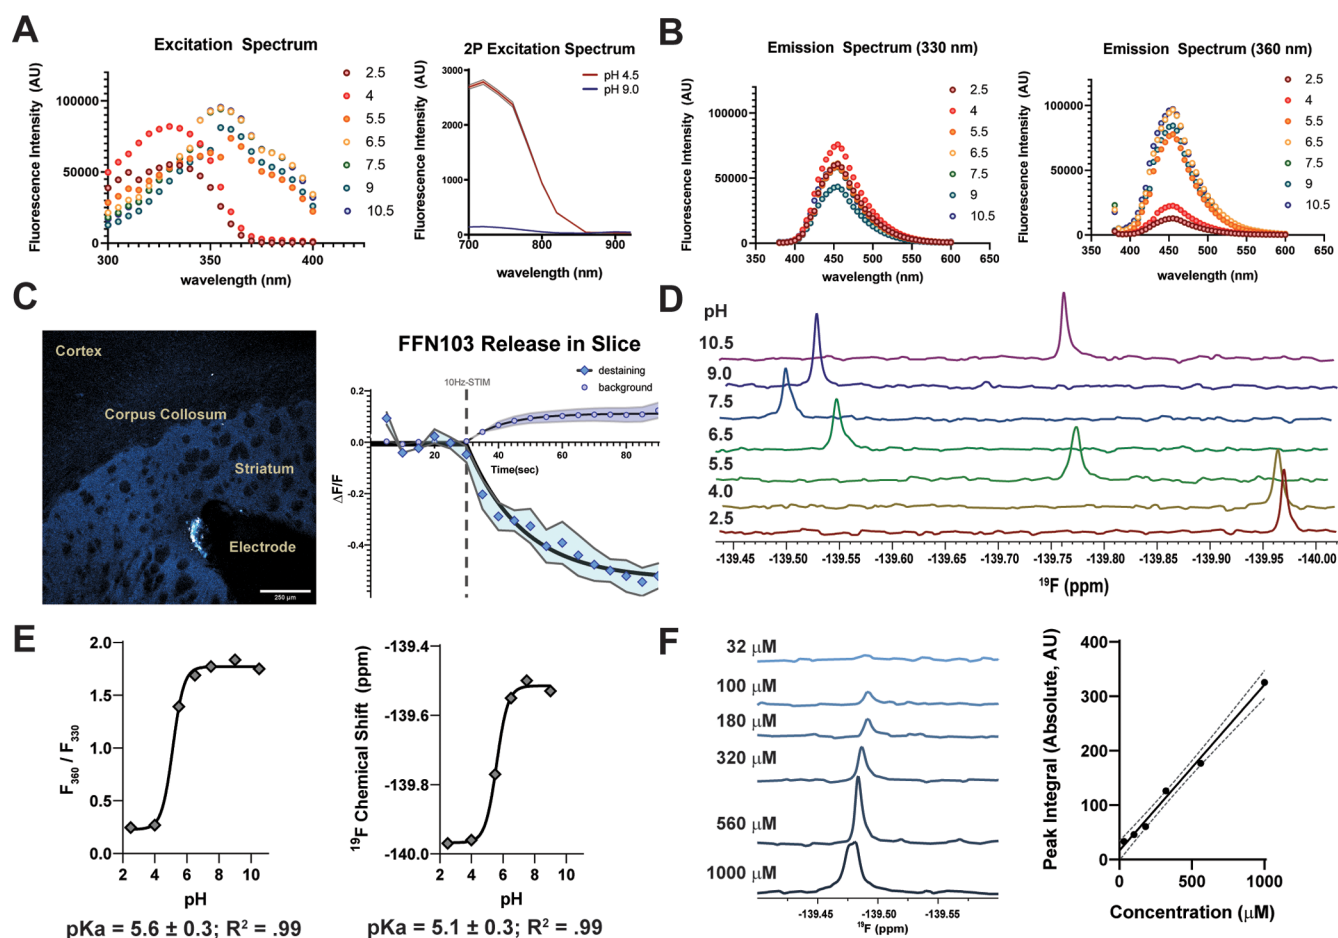 A
Excitation Spectrum
Fluorescence Intensity (AU)
100000
50000
0
300
350
400
wavelength (nm)
2.5
4
5.5
6.5
7.5
9
10.5
2P Excitation Spectrum
Fluorescence Intensity (AU)
3000
2000
1000
0
700
800
900
wavelength (nm)
pH 4.5
pH 9.0
B
Emission Spectrum (330 nm)
Fluorescence Intensity (AU)
100000
50000
0
350 400 450 500 550 600 650
wavelength (nm)
2.5
4
5.5
6.5
7.5
9
10.5
Emission Spectrum (360 nm)
Fluorescence Intensity (AU)
100000
50000
0
350 400 450 500 550 600 650
wavelength (nm)
2.5
4
5.5
6.5
7.5
9
10.5
C
Cortex
Corpus Collosum
Striatum
Electrode
250 µm
FFN103 Release in Slice
10Hz-STIM
destaining
background
ΔF/F
0.2
0.0
-0.2
-0.4
20 40 60 80
Time(sec)
D
pH
10.5
9.0
7.5
6.5
5.5
4.0
2.5
-139.45 -139.50 -139.55 -139.60 -139.65 -139.70 -139.75 -139.80 -139.85 -139.90 -139.95 -140.00
¹⁹F (ppm)
E
F₃₆₀ / F₃₃₀
2.0
1.5
1.0
0.5
0.0
2 4 6 8 10
pH
pKa = 5.6 ± 0.3; R² = .99
¹⁹F Chemical Shift (ppm)
-139.4
-139.6
-139.8
-140.0
2 4 6 8 10
pH
pKa = 5.1 ± 0.3; R² = .99
F
32 µM
100 µM
180 µM
320 µM
560 µM
1000 µM
-139.45 -139.50 -139.55
¹⁹F (ppm)
Peak Integral (Absolute, AU)
400
300
200
100
0
0 500 1000
Concentration (µM)